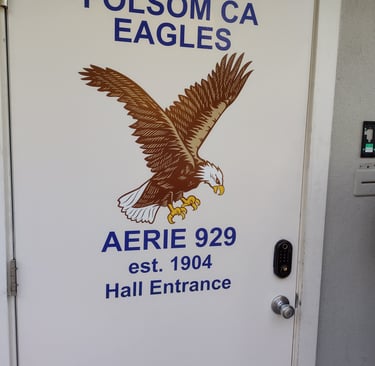 FOLSOM CA
EAGLES
AERIE 929
est. 1904
Hall Entrance